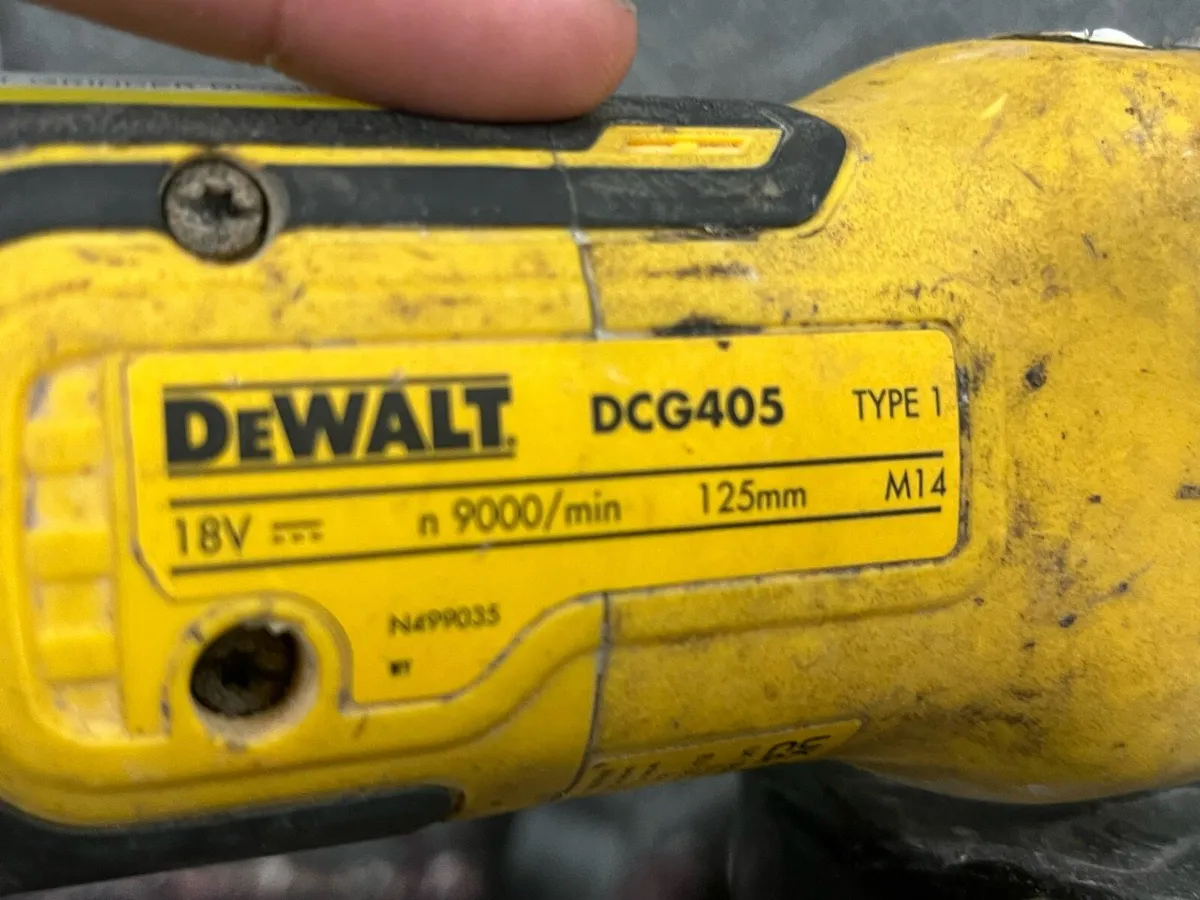 DEWALT DCG405 TYPE 1
18V n 9000/min 125mm M14
N499035